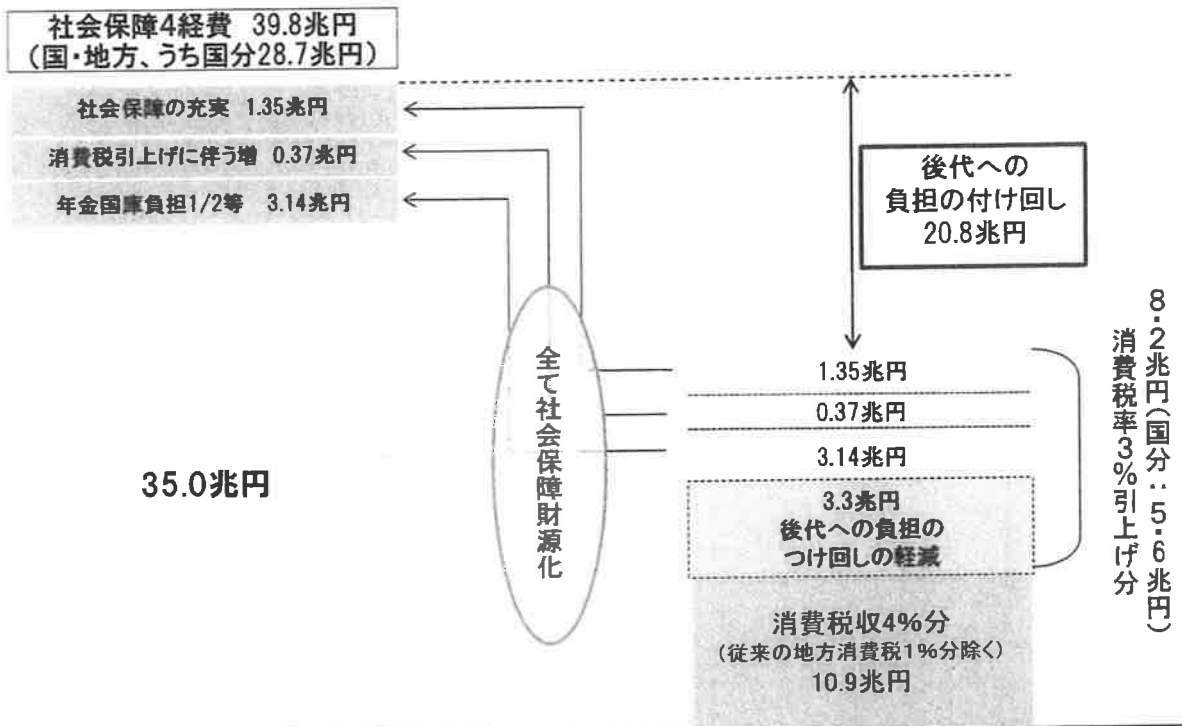 社会保障4経費 39.8兆円
(国・地方、うち国分28.7兆円)
社会保障の充実 1.35兆円
消費税引上げに伴う増 0.37兆円
年金国庫負担1/2等 3.14兆円
35.0兆円
全て社会保障財源化
後代への
負担の付け回し
20.8兆円
1.35兆円
0.37兆円
3.14兆円
3.3兆円
後代への負担の
つけ回しの軽減
消費税収4%分
(従来の地方消費税1%分除く)
10.9兆円
8.2兆円(国分:5.6兆円)
消費税率3%引上げ分